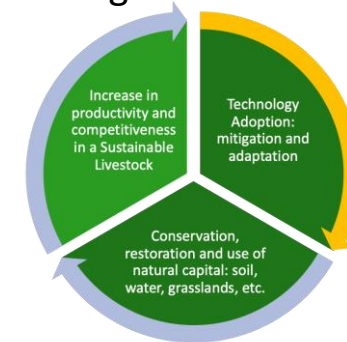 Increase in
productivity and
competitiveness
in a Sustainable
Livestock
Technology
Adoption:
mitigation and
adaptation
Conservation,
restoration and use of
natural capital: soil,
water, grasslands, etc.